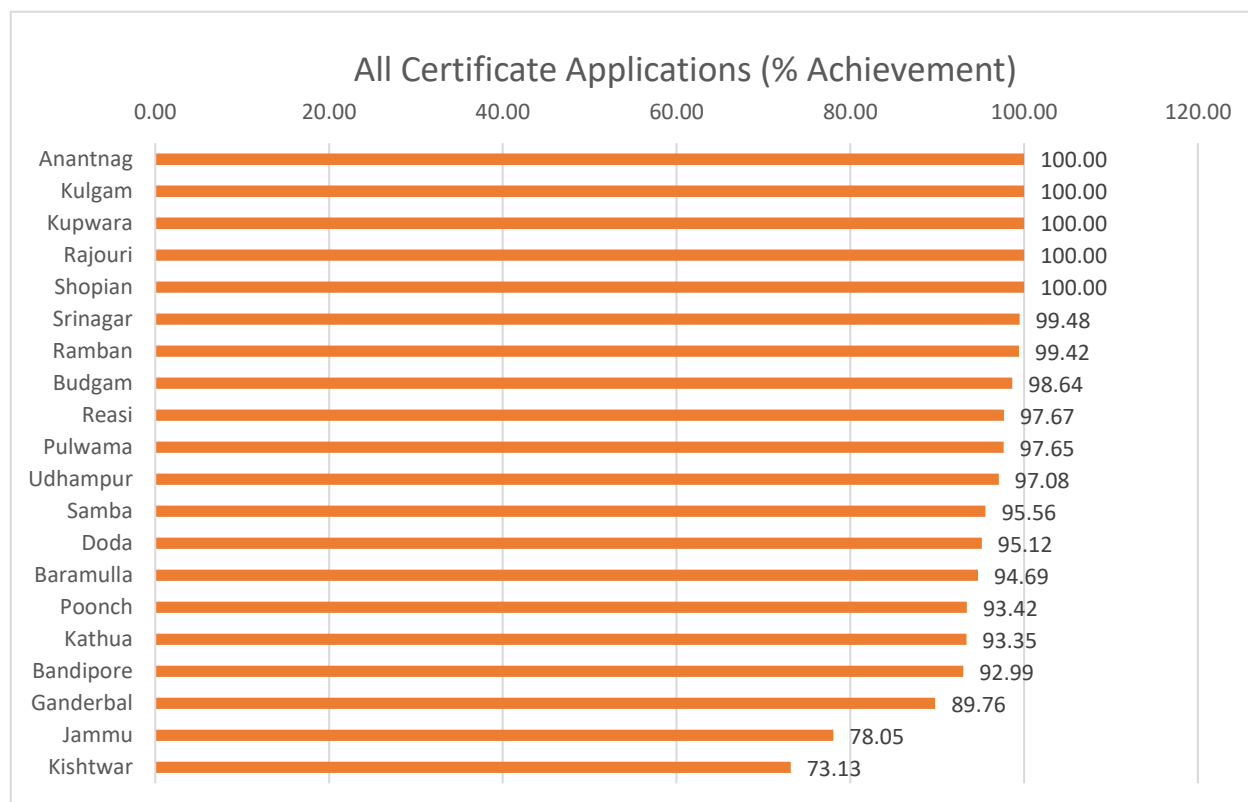 All Certificate Applications (% Achievement)
0.00 20.00 40.00 60.00 80.00 100.00 120.00
Anantnag 100.00
Kulgam 100.00
Kupwara 100.00
Rajouri 100.00
Shopian 100.00
Srinagar 99.48
Ramban 99.42
Budgam 98.64
Reasi 97.67
Pulwama 97.65
Udhampur 97.08
Samba 95.56
Doda 95.12
Baramulla 94.69
Poonch 93.42
Kathua 93.35
Bandipore 92.99
Ganderbal 89.76
Jammu 78.05
Kishtwar 73.13